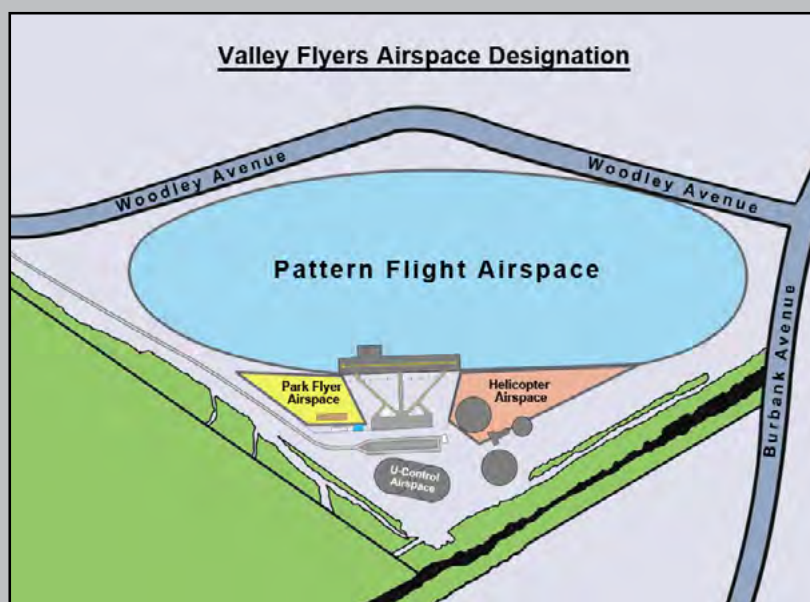 Valley Flyers Airspace Designation
Woodley Avenue
Woodley Avenue
Pattern Flight Airspace
Park Flyer
Airspace
Helicopter
Airspace
U-Control
Airspace
Burbank Avenue